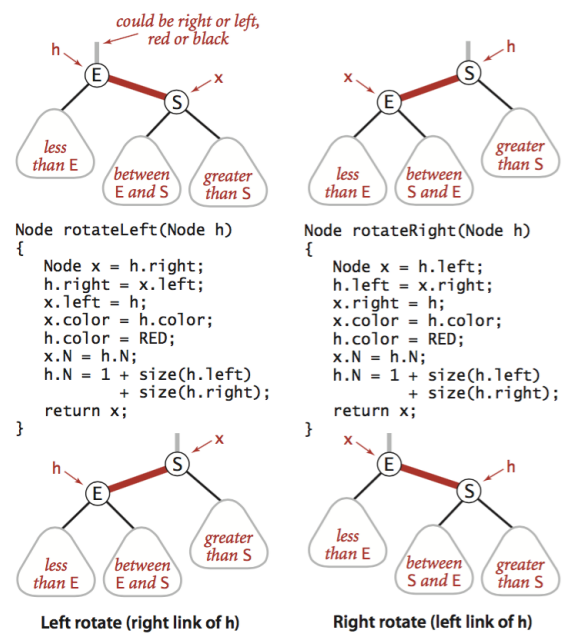 could be right or left,
red or black
h
E
x
S
less
than E
between
E and S
greater
than S
Node rotateLeft(Node h)
{
   Node x = h.right;
   h.right = x.left;
   x.left = h;
   x.color = h.color;
   h.color = RED;
   x.N = h.N;
   h.N = 1 + size(h.left)
           + size(h.right);
   return x;
}
x
h
S
E
less
than E
between
E and S
greater
than S
Left rotate (right link of h)
h
x
S
E
less
than E
between
S and E
greater
than S
Node rotateRight(Node h)
{
   Node x = h.left;
   h.left = x.right;
   x.right = h;
   x.color = h.color;
   h.color = RED;
   x.N = h.N;
   h.N = 1 + size(h.left)
           + size(h.right);
   return x;
}
x
E
h
S
less
than E
between
S and E
greater
than S
Right rotate (left link of h)